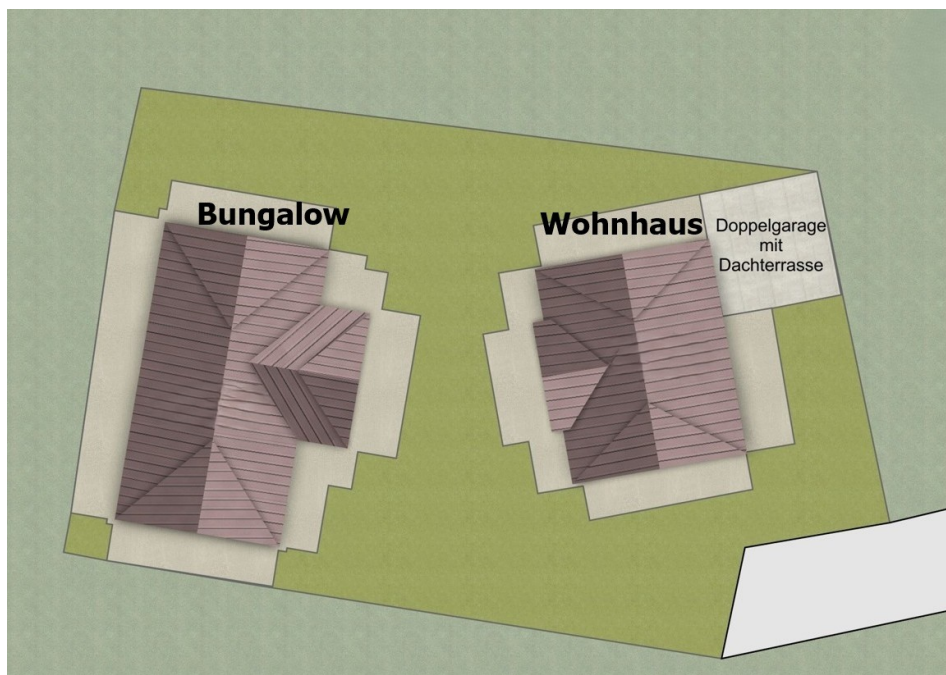 Bungalow
Wohnhaus
Doppelgarage
mit
Dachterrasse